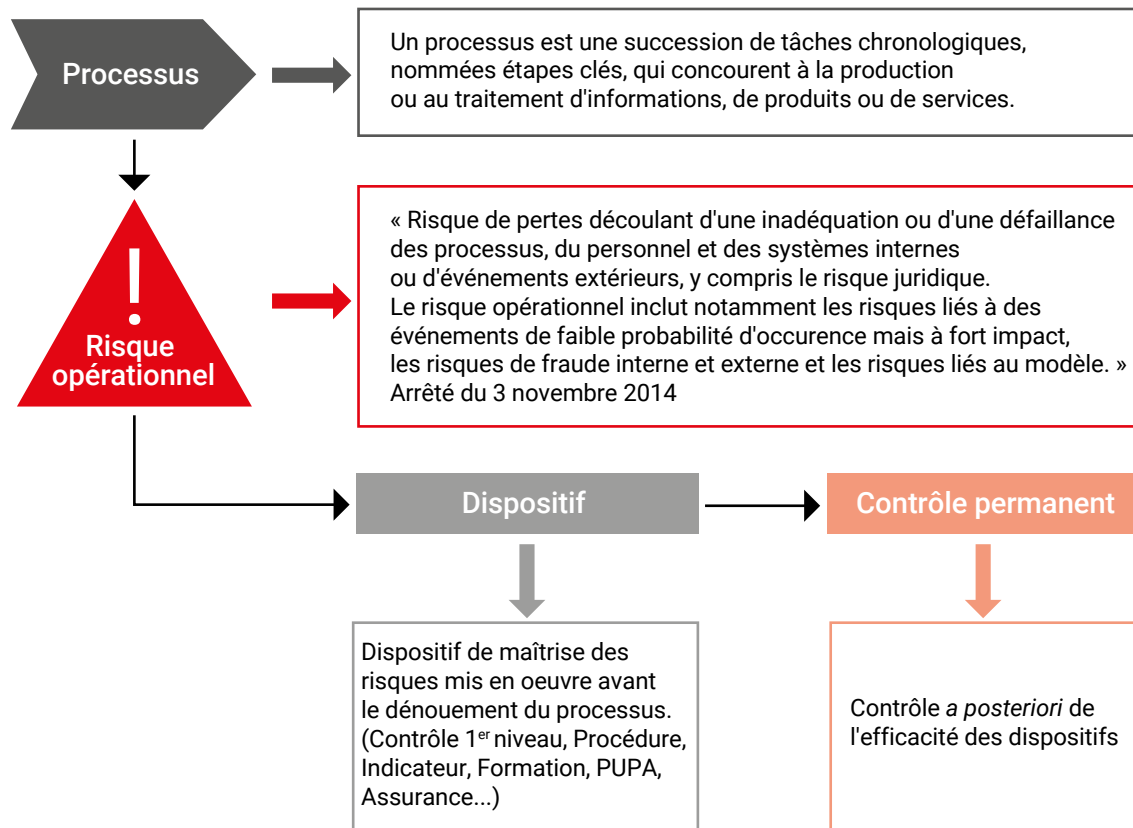 Processus
Un processus est une succession de tâches chronologiques,
nommées étapes clés, qui concourent à la production
ou au traitement d'informations, de produits ou de services.
!
Risque
opérationnel
« Risque de pertes découlant d'une inadéquation ou d'une défaillance
des processus, du personnel et des systèmes internes
ou d'événements extérieurs, y compris le risque juridique.
Le risque opérationnel inclut notamment les risques liés à des
événements de faible probabilité d'occurence mais à fort impact,
les risques de fraude interne et externe et les risques liés au modèle. »
Arrêté du 3 novembre 2014
Dispositif
Contrôle permanent
Dispositif de maîtrise des
risques mis en oeuvre avant
le dénouement du processus.
(Contrôle 1er niveau, Procédure,
Indicateur, Formation, PUPA,
Assurance...)
Contrôle a posteriori de
l'efficacité des dispositifs